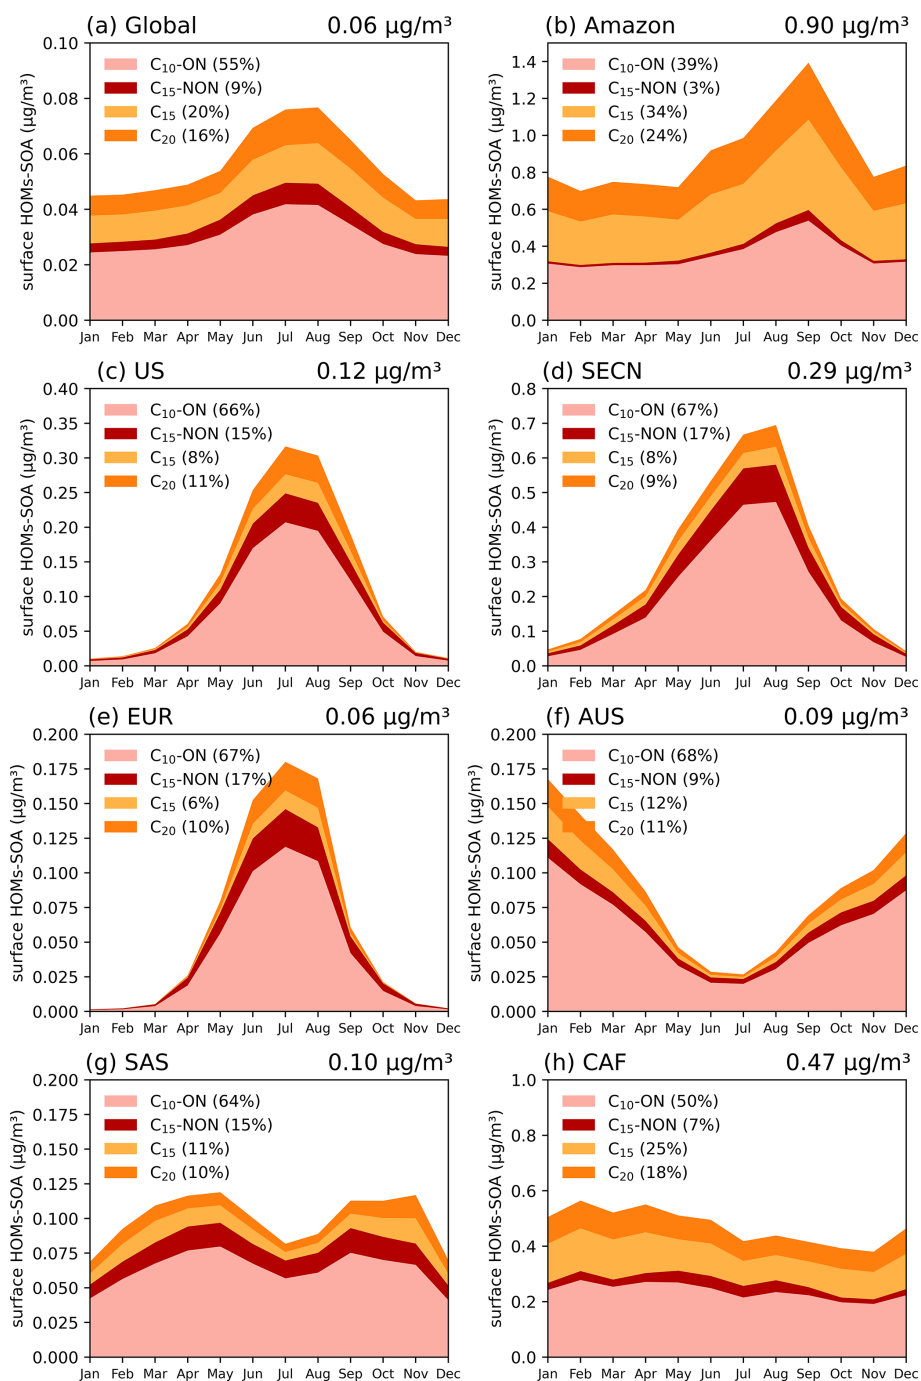 (a) Global 0.06 µg/m³
surface HOMs-SOA (µg/m³)
0.10
0.08
0.06
0.04
0.02
0.00
C₁₀-ON (55%)
C₁₅-NON (9%)
C₁₅ (20%)
C₂₀ (16%)
Jan Feb Mar Apr May Jun Jul Aug Sep Oct Nov Dec
(b) Amazon 0.90 µg/m³
surface HOMs-SOA (µg/m³)
1.4
1.2
1.0
0.8
0.6
0.4
0.2
0.0
C₁₀-ON (39%)
C₁₅-NON (3%)
C₁₅ (34%)
C₂₀ (24%)
Jan Feb Mar Apr May Jun Jul Aug Sep Oct Nov Dec
(c) US 0.12 µg/m³
surface HOMs-SOA (µg/m³)
0.40
0.35
0.30
0.25
0.20
0.15
0.10
0.05
0.00
C₁₀-ON (66%)
C₁₅-NON (15%)
C₁₅ (8%)
C₂₀ (11%)
Jan Feb Mar Apr May Jun Jul Aug Sep Oct Nov Dec
(d) SECN 0.29 µg/m³
surface HOMs-SOA (µg/m³)
0.8
0.7
0.6
0.5
0.4
0.3
0.2
0.1
0.0
C₁₀-ON (67%)
C₁₅-NON (17%)
C₁₅ (8%)
C₂₀ (9%)
Jan Feb Mar Apr May Jun Jul Aug Sep Oct Nov Dec
(e) EUR 0.06 µg/m³
surface HOMs-SOA (µg/m³)
0.200
0.175
0.150
0.125
0.100
0.075
0.050
0.025
0.000
C₁₀-ON (67%)
C₁₅-NON (17%)
C₁₅ (6%)
C₂₀ (10%)
Jan Feb Mar Apr May Jun Jul Aug Sep Oct Nov Dec
(f) AUS 0.09 µg/m³
surface HOMs-SOA (µg/m³)
0.200
0.175
0.150
0.125
0.100
0.075
0.050
0.025
0.000
C₁₀-ON (68%)
C₁₅-NON (9%)
C₁₅ (12%)
C₂₀ (11%)
Jan Feb Mar Apr May Jun Jul Aug Sep Oct Nov Dec
(g) SAS 0.10 µg/m³
surface HOMs-SOA (µg/m³)
0.200
0.175
0.150
0.125
0.100
0.075
0.050
0.025
0.000
C₁₀-ON (64%)
C₁₅-NON (15%)
C₁₅ (11%)
C₂₀ (10%)
Jan Feb Mar Apr May Jun Jul Aug Sep Oct Nov Dec
(h) CAF 0.47 µg/m³
surface HOMs-SOA (µg/m³)
1.0
0.8
0.6
0.4
0.2
0.0
C₁₀-ON (50%)
C₁₅-NON (7%)
C₁₅ (25%)
C₂₀ (18%)
Jan Feb Mar Apr May Jun Jul Aug Sep Oct Nov Dec